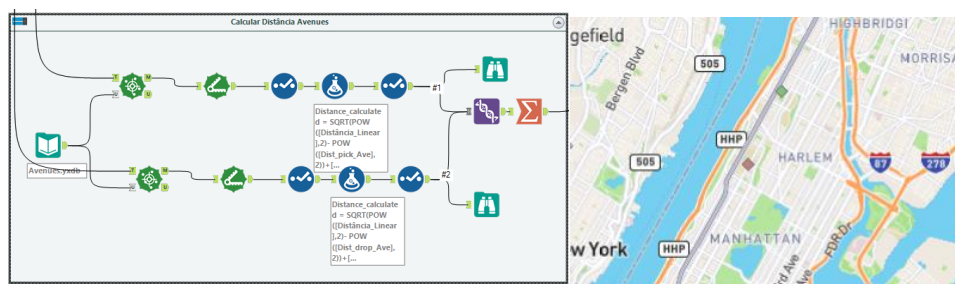 Calcular Distância Avenues
#1
Distance_calculate
d = SQRT(POW
([Distância_Linear
],2)- POW
([Dist_pick_Ave],
2))+[...
Avenues.yxdb
#2
Distance_calculate
d = SQRT(POW
([Distância_Linear
],2)- POW
([Dist_drop_Ave],
2))+[...
gefield
HIGHBRIDGI
Bergen Blvd
505
MORRISA
HHP
505
HARLEM
87
278
w York
HHP
MANHATTAN
FDR Dr
rd Ave